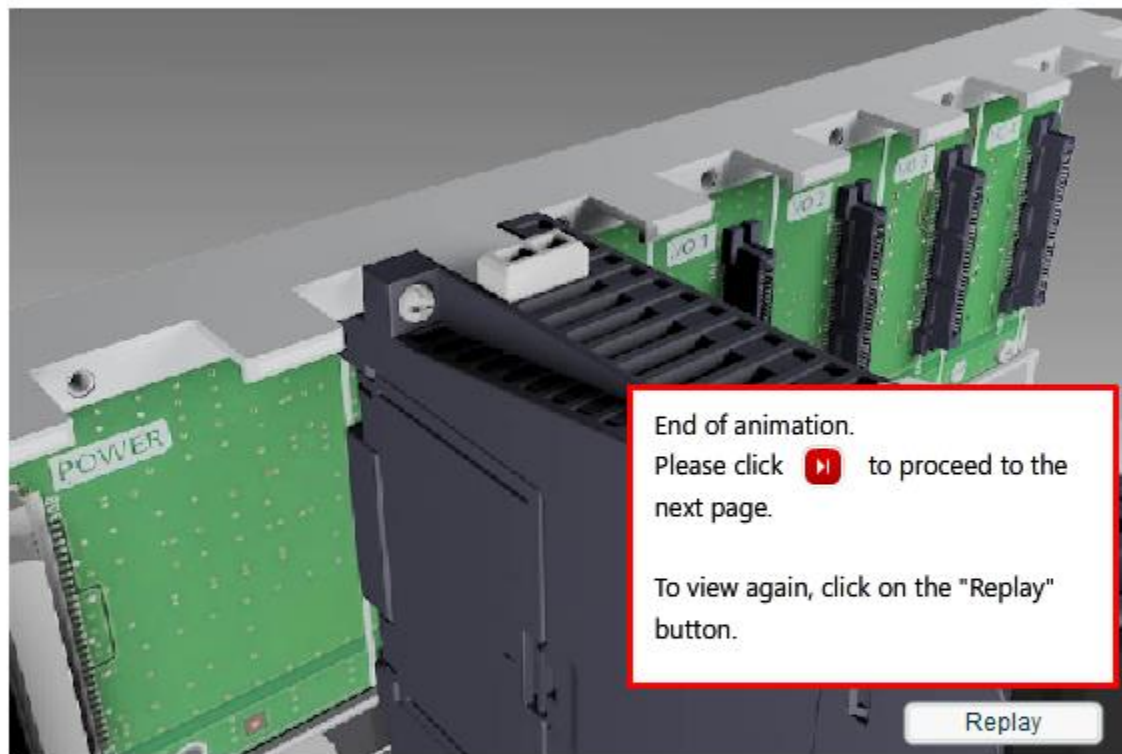 POWER
I/O 1
I/O 2
I/O 3
End of animation.
Please click to proceed to the
next page.
To view again, click on the "Replay"
button.
Replay